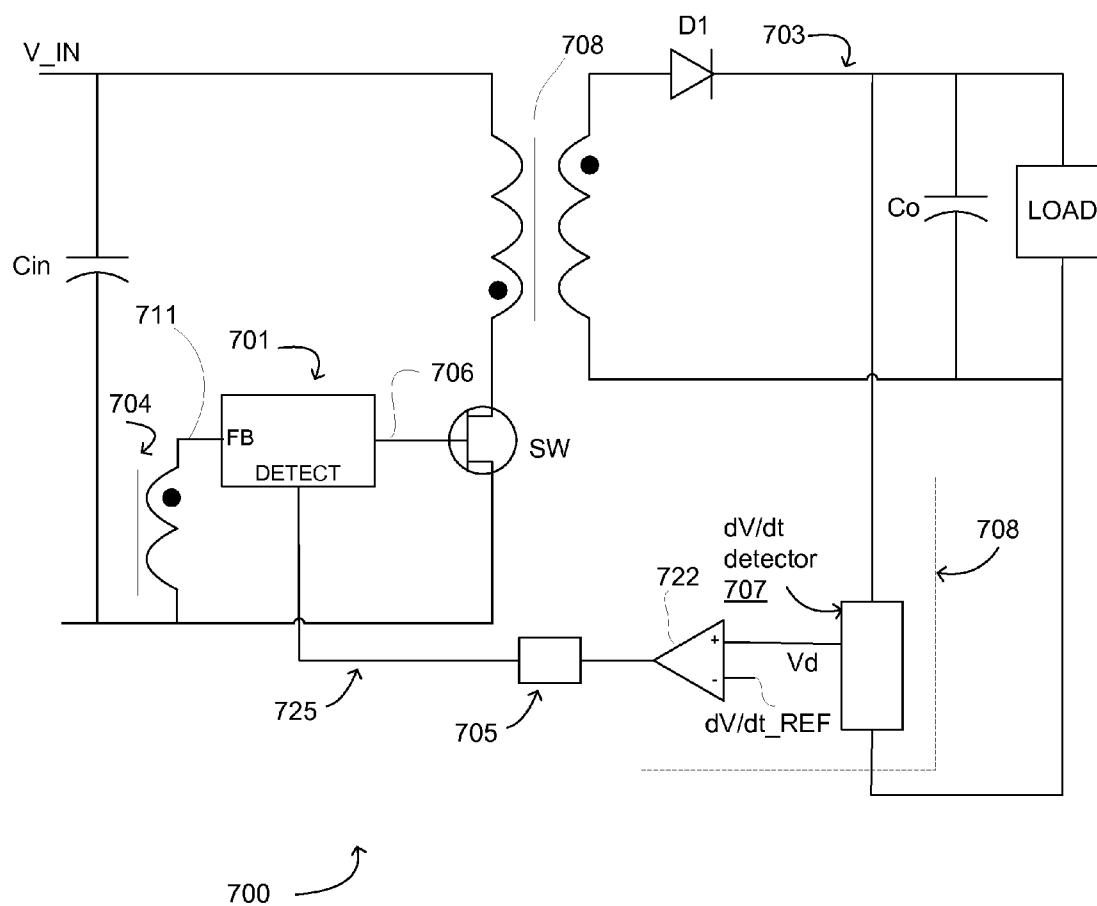 D1
703
V_IN
708
Co
LOAD
Cin
711
701
706
704
FB
DETECT
SW
dV/dt
detector
707
708
722
+
Vd
-
dV/dt_REF
725
705
700